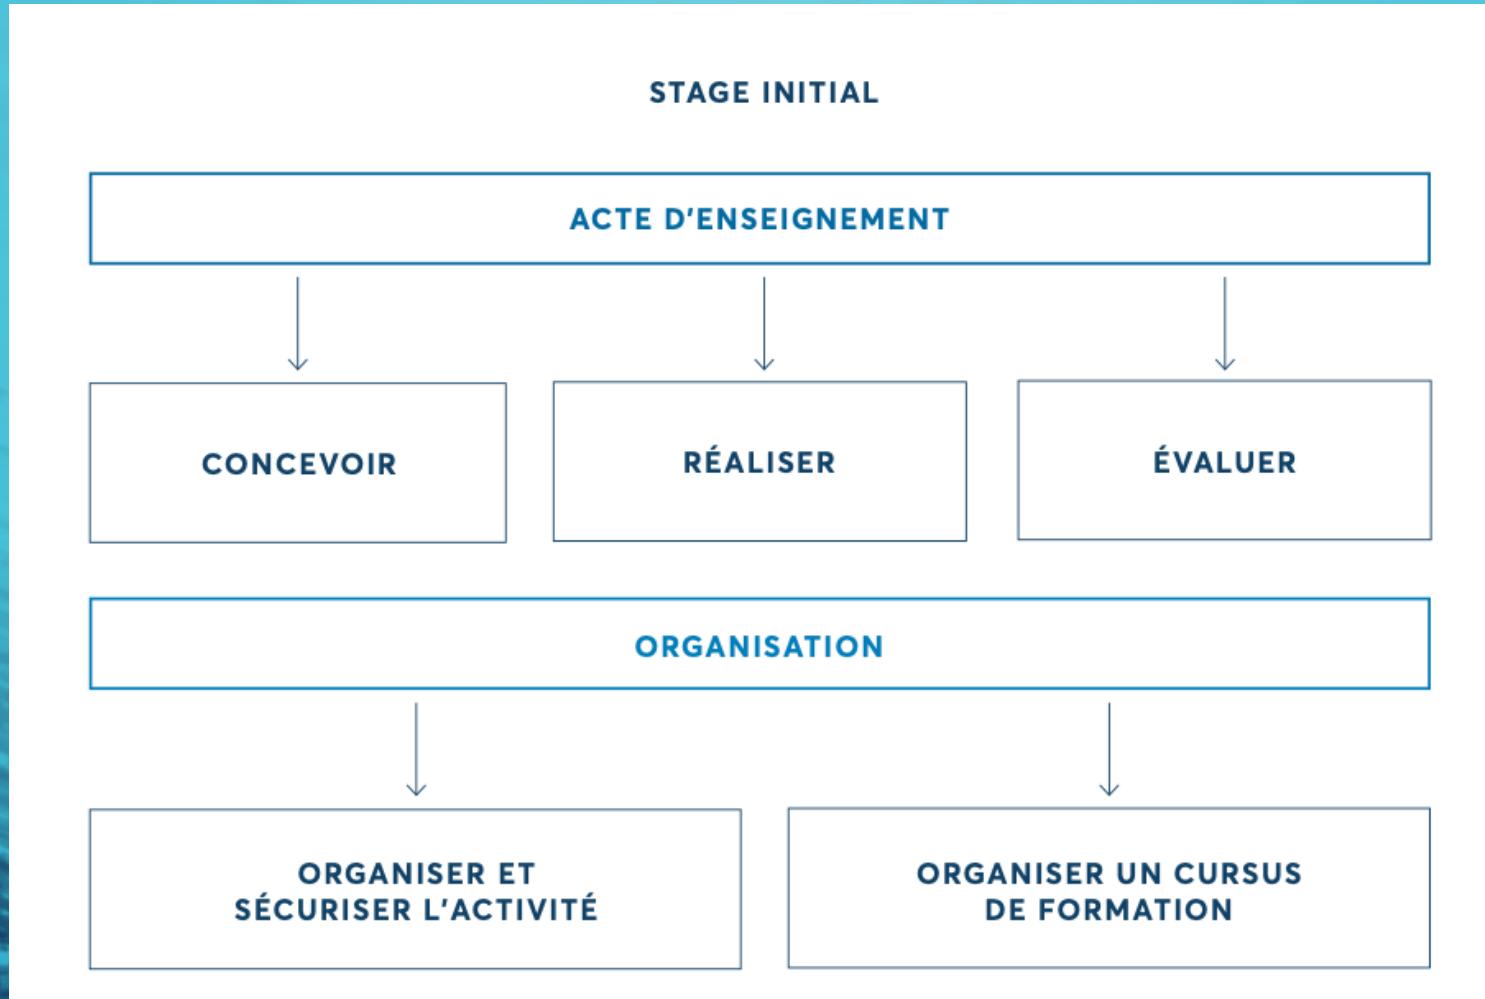 STAGE INITIAL
ACTE D'ENSEIGNEMENT
CONCEVOIR
RÉALISER
ÉVALUER
ORGANISATION
ORGANISER ET
SÉCURISER L'ACTIVITÉ
ORGANISER UN CURSUS
DE FORMATION